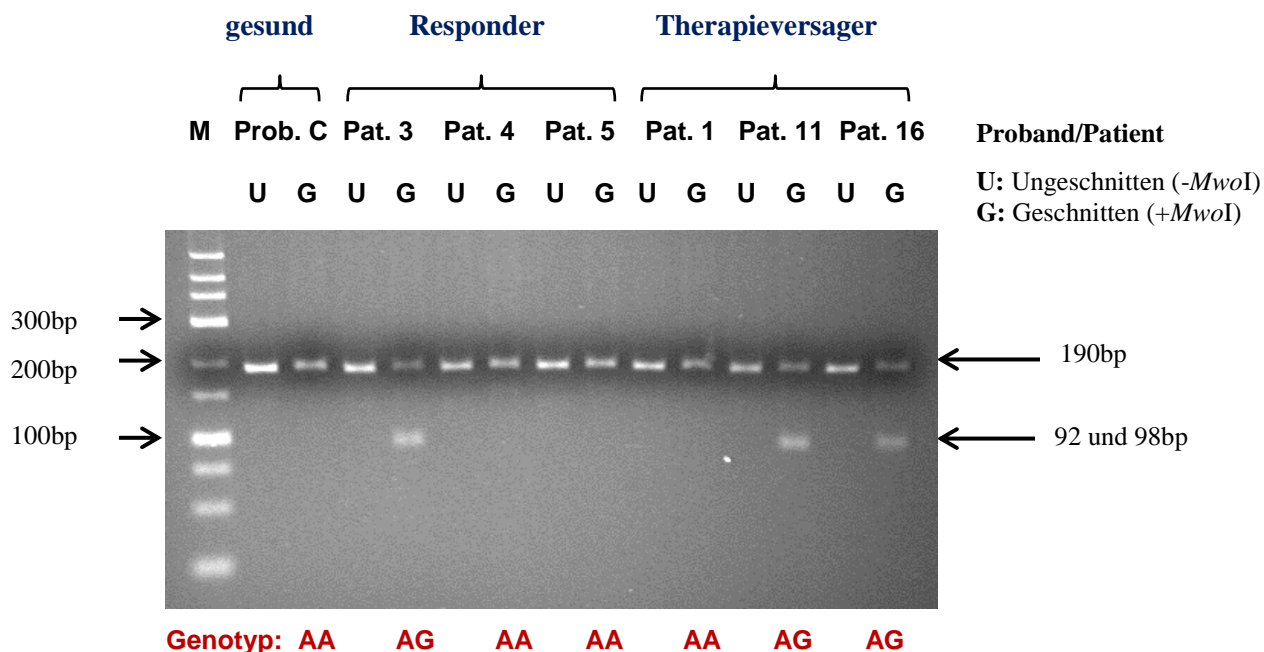 gesund Responder Therapieversager
M Prob. C Pat. 3 Pat. 4 Pat. 5 Pat. 1 Pat. 11 Pat. 16
Proband/Patient
U G U G U G U G U G U G U G
U: Ungeschnitten (-MwoI)
G: Geschnitten (+MwoI)
300bp
200bp
190bp
100bp
92 und 98bp
Genotyp: AA AG AA AA AA AG AG